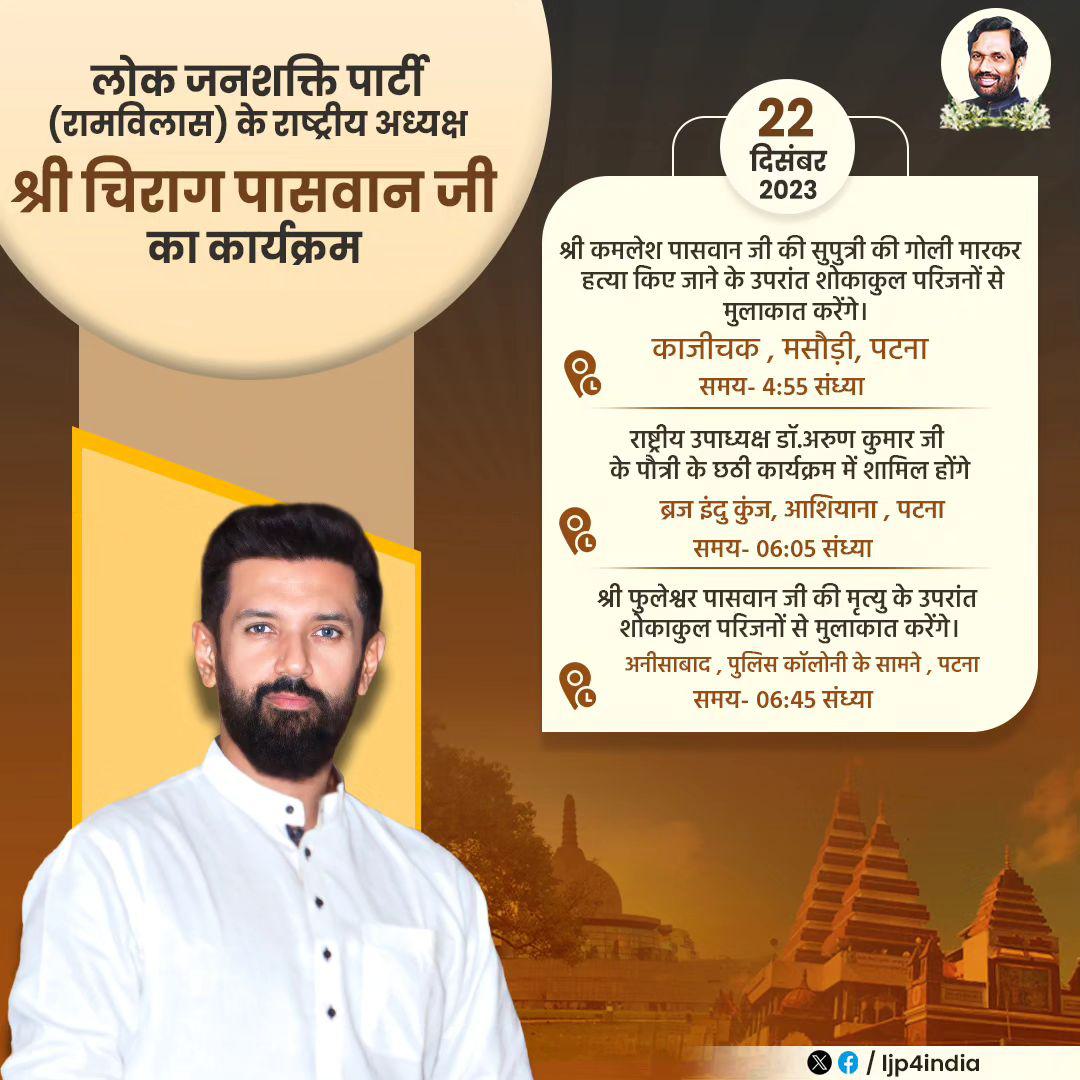 लोक जनशक्ति पार्टी
(रामविलास) के राष्ट्रीय अध्यक्ष
श्री चिराग पासवान जी
का कार्यक्रम
22
दिसंबर
2023
श्री कमलेश पासवान जी की सुपुत्री की गोली मारकर
हत्या किए जाने के उपरांत शोकाकुल परिजनों से
मुलाकात करेंगे।
काजीचक , मसौड़ी, पटना
समय- 4:55 संध्या
राष्ट्रीय उपाध्यक्ष डॉ.अरुण कुमार जी
के पौत्री के छठी कार्यक्रम में शामिल होंगे
ब्रज इंदु कुंज, आशियाना , पटना
समय- 06:05 संध्या
श्री फुलेश्वर पासवान जी की मृत्यु के उपरांत
शोकाकुल परिजनों से मुलाकात करेंगे।
अनीसाबाद , पुलिस कॉलोनी के सामने , पटना
समय- 06:45 संध्या
/ ljp4india